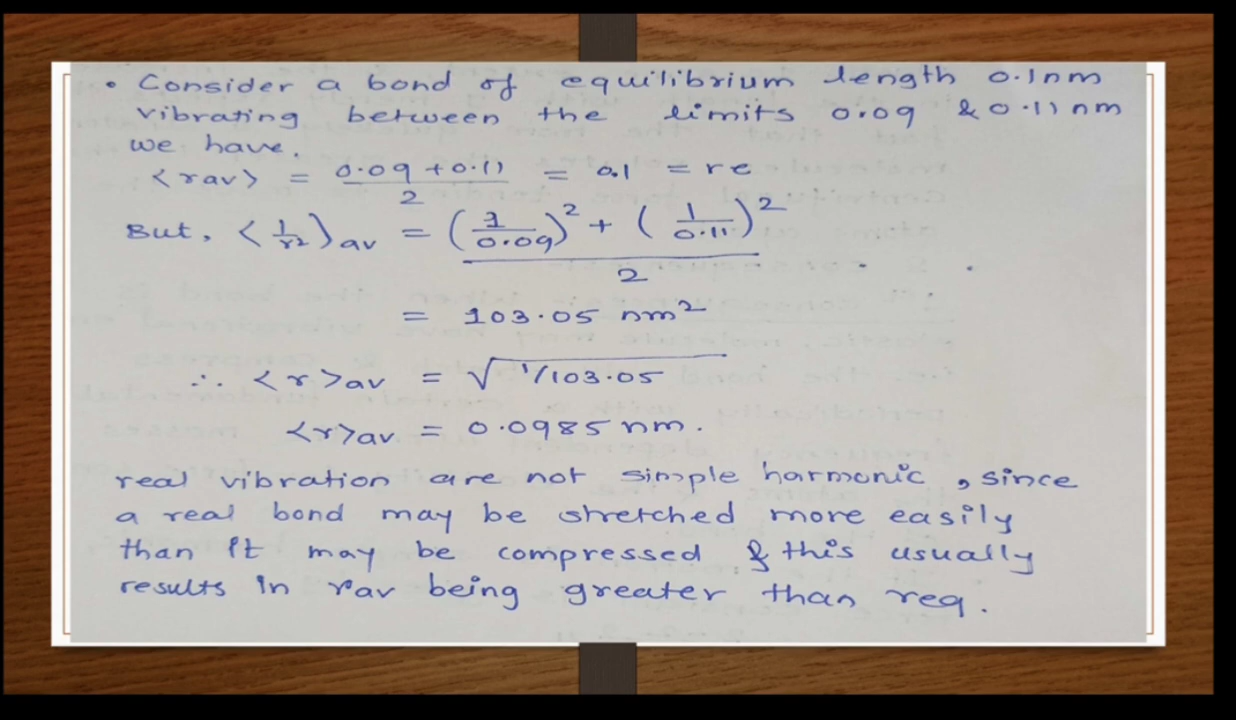 • Consider a bond of equilibrium length 0.1nm
vibrating between the limits 0.09 & 0.11 nm
we have.
<rav> = 0.09 + 0.11 / 2 = 0.1 = re
But, <1/r2>av = (1/0.09)2 + (1/0.11)2 / 2
= 103.05 nm2
∴ <r>av = √1/103.05
<r>av = 0.0985 nm.
real vibration are not simple harmonic, since
a real bond may be stretched more easily
than it may be compressed & this usually
results in rav being greater than req.